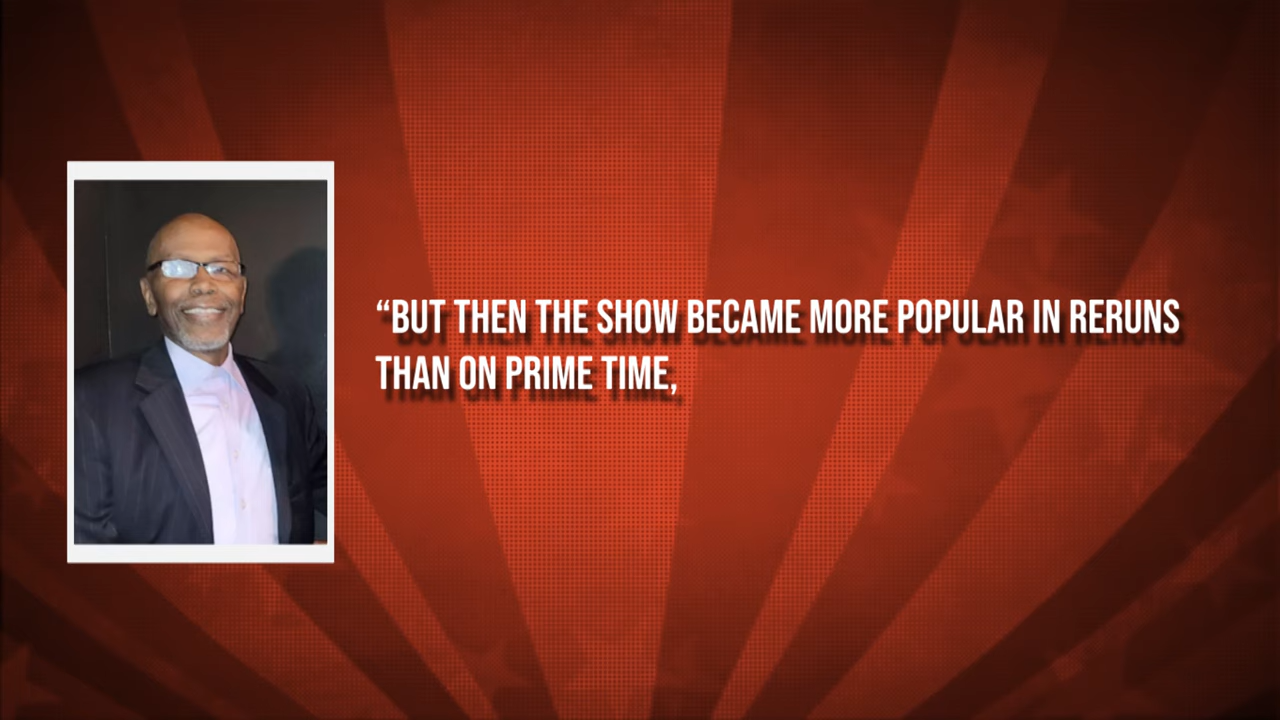 “BUT THEN THE SHOW BECAME MORE POPULAR IN RERUNS
THAN ON PRIME TIME,